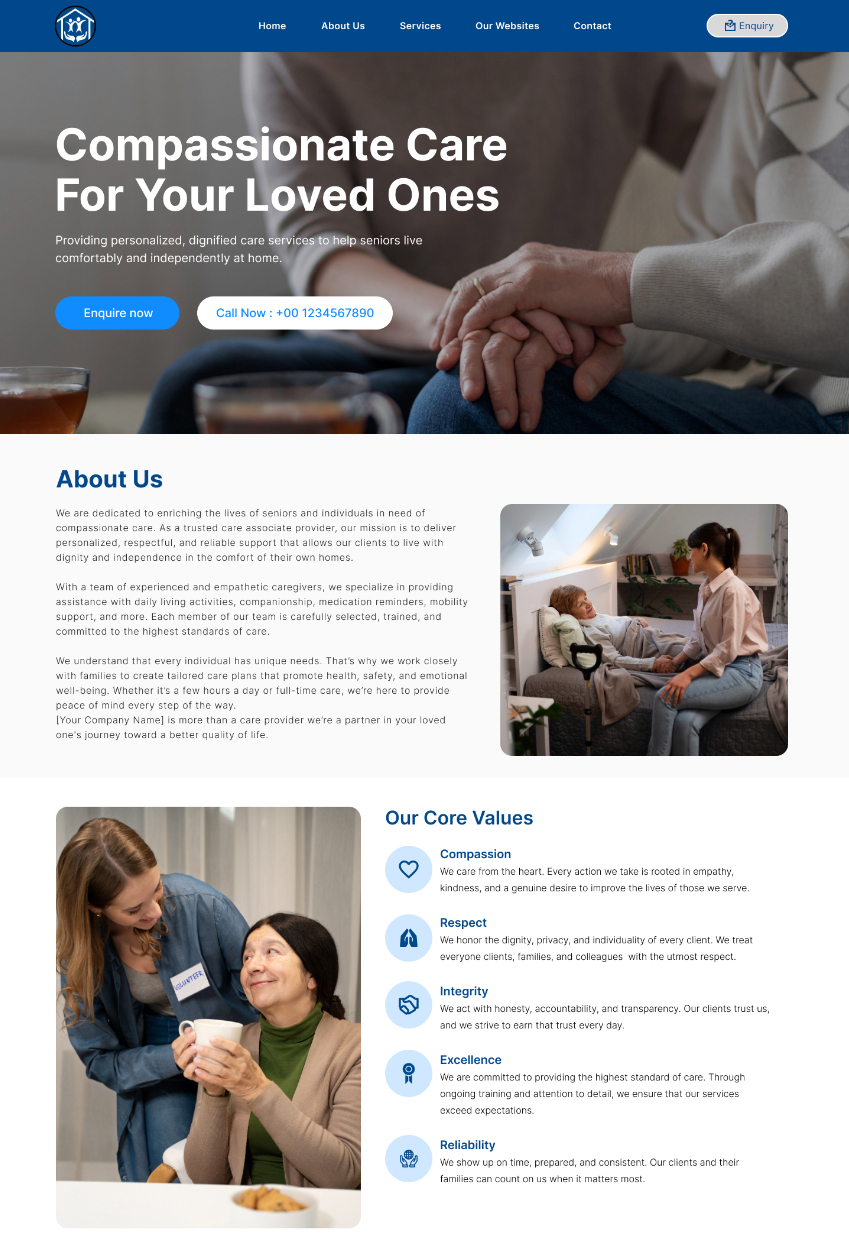 Home
About Us
Services
Our Websites
Contact
Enquiry
Compassionate Care
For Your Loved Ones
Providing personalized, dignified care services to help seniors live
comfortably and independently at home.
Enquire now
Call Now : +00 1234567890
About Us
We are dedicated to enriching the lives of seniors and individuals in need of
compassionate care. As a trusted care associate provider, our mission is to deliver
personalized, respectful, and reliable support that allows our clients to live with
dignity and independence in the comfort of their own homes.
With a team of experienced and empathetic caregivers, we specialize in providing
assistance with daily living activities, companionship, medication reminders, mobility
support, and more. Each member of our team is carefully selected, trained, and
committed to the highest standards of care.
We understand that every individual has unique needs. That's why we work closely
with families to create tailored care plans that promote health, safety, and emotional
well-being. Whether it's a few hours a day or full-time care, we're here to provide
peace of mind every step of the way.
[Your Company Name] is more than a care provider we're a partner in your loved
one's journey toward a better quality of life.
VOLUNTEER
Our Core Values
Compassion
We care from the heart. Every action we take is rooted in empathy,
kindness, and a genuine desire to improve the lives of those we serve.
Respect
We honor the dignity, privacy, and individuality of every client. We treat
everyone clients, families, and colleagues  with the utmost respect.
Integrity
We act with honesty, accountability, and transparency. Our clients trust us,
and we strive to earn that trust every day.
Excellence
We are committed to providing the highest standard of care. Through
ongoing training and attention to detail, we ensure that our services
exceed expectations.
Reliability
We show up on time, prepared, and consistent. Our clients and their
families can count on us when it matters most.